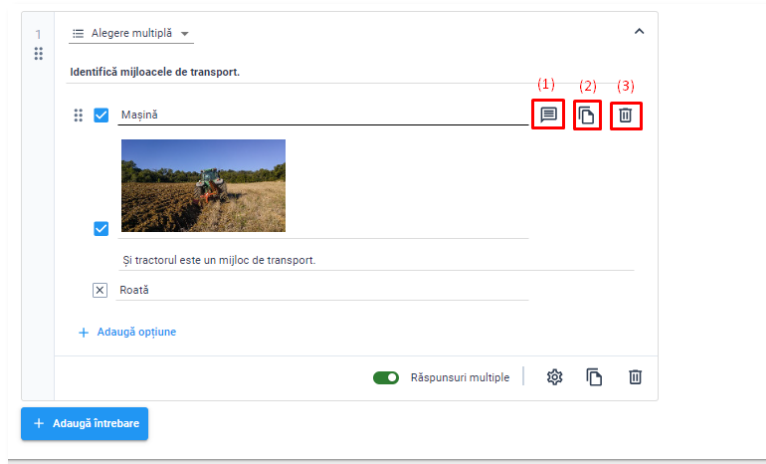 1
Alegere multiplă
Identifică mijloacele de transport.
(1) (2) (3)
Mașină
Și tractorul este un mijloc de transport.
Roată
+ Adaugă opțiune
Răspunsuri multiple
+ Adaugă întrebare